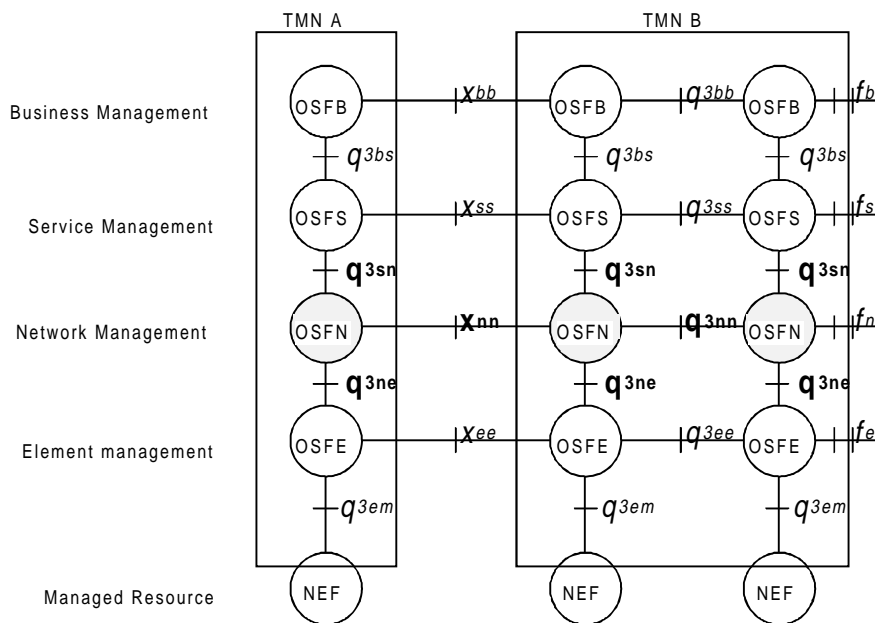 TMN A TMN B
Business Management OSFB xbb OSFB q3bb OSFB fb
q3bs q3bs q3bs
Service Management OSFS xss OSFS q3ss OSFS fs
q3sn q3sn q3sn
Network Management OSFN xnn OSFN q3nn OSFN fn
q3ne q3ne q3ne
Element management OSFE xee OSFE q3ee OSFE fe
q3em q3em q3em
Managed Resource NEF NEF NEF